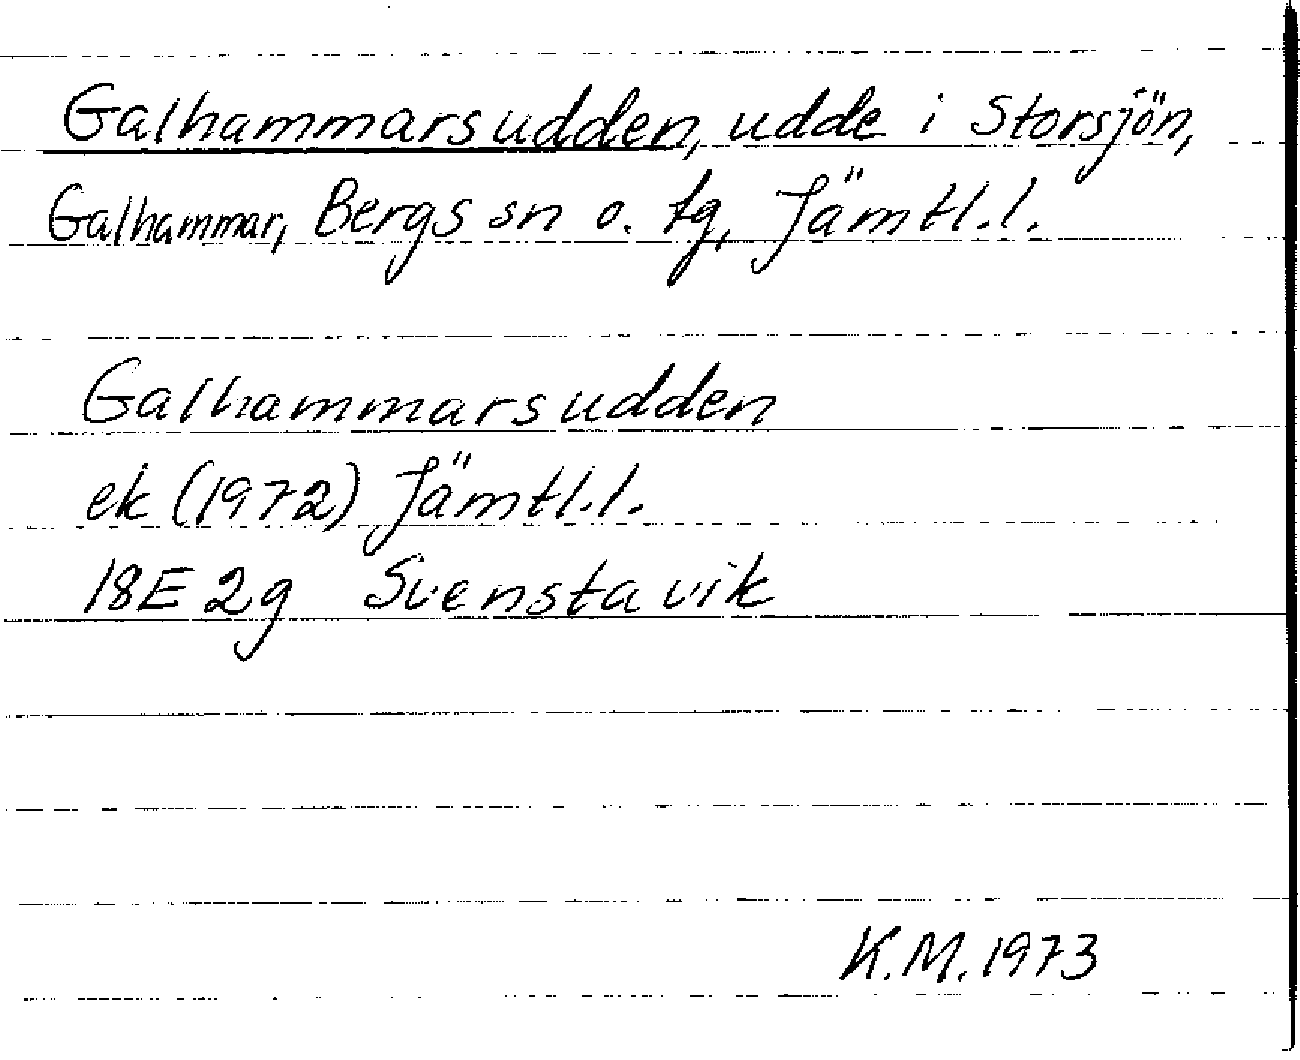 Galhammarsudden, udde i Storsjön,
Galhammar, Bergs sn o. tg, Jämtl.l.
Galhammarsudden
ek (1972) Jämtl.l.
18E 2g Svenstavik
K.M. 1973